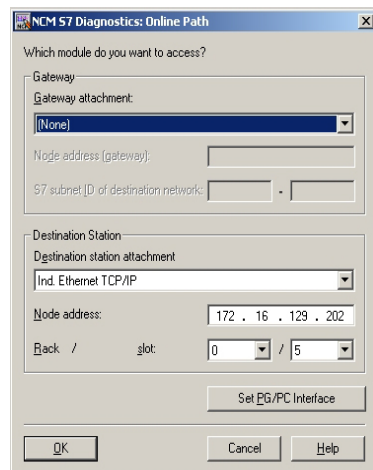 NCM S7 Diagnostics: Online Path
Which module do you want to access?
Gateway
Gateway attachment:
(None)
Node address (gateway):
S7 subnet ID of destination network: -
Destination Station
Destination station attachment
Ind. Ethernet TCP/IP
Node address: 172 . 16 . 129 . 202
Rack / slot: 0 / 5
Set PG/PC Interface
OK Cancel Help